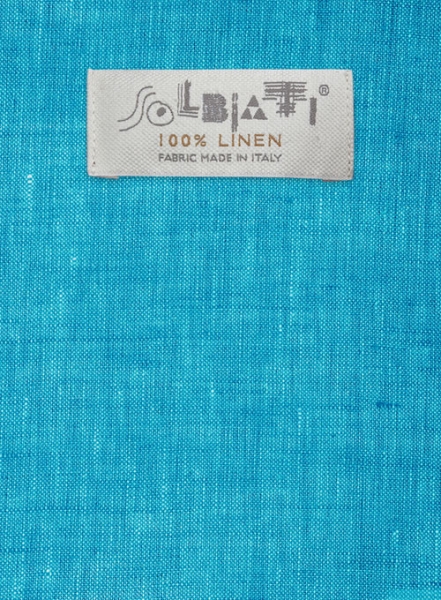 SOLBIATI®
100% LINEN
FABRIC MADE IN ITALY